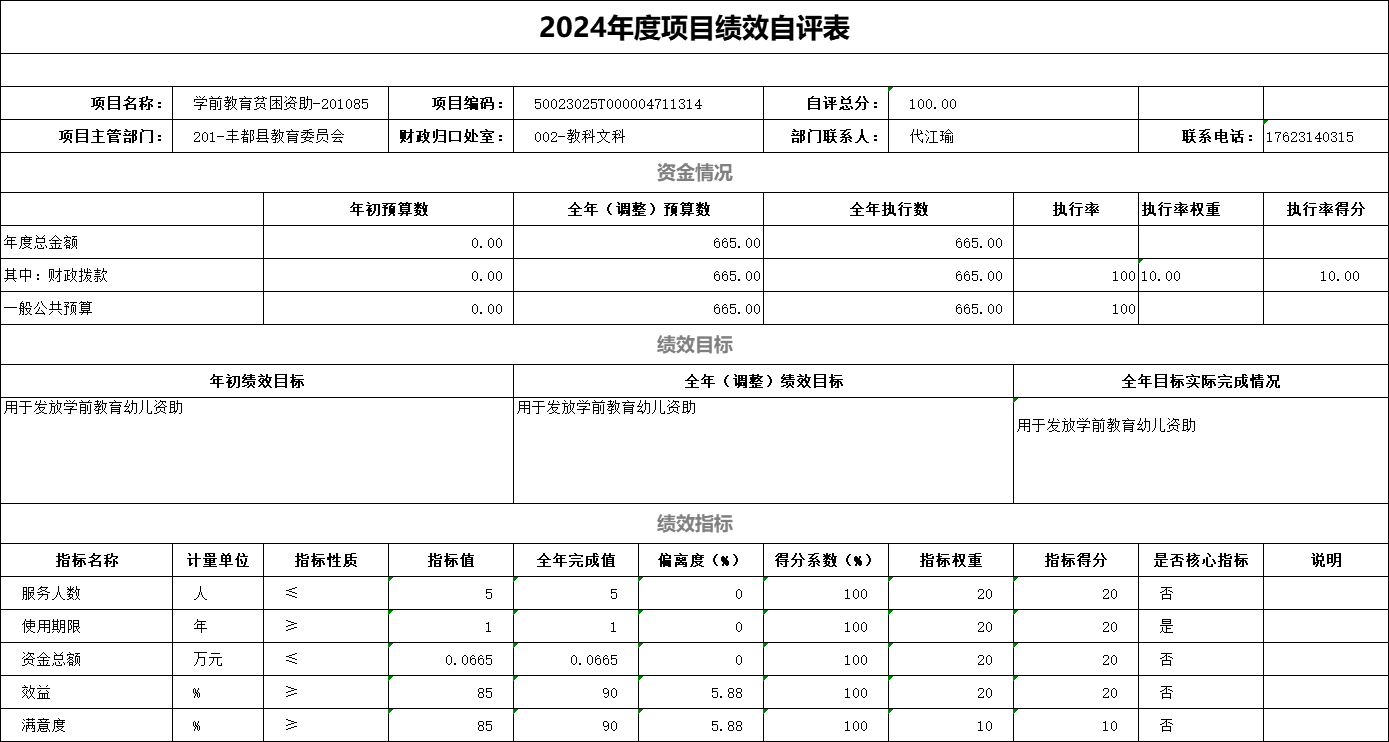 2024年度项目绩效自评表
项目名称： 学前教育贫困资助-201085 项目编码： 50023025T000004711314 自评总分： 100.00
项目主管部门： 201-丰都县教育委员会 财政归口处室： 002-教科文科 部门联系人： 代江瑜 联系电话： 17623140315
资金情况
年初预算数 全年（调整）预算数 全年执行数 执行率 执行率权重 执行率得分
年度总金额 0.00 665.00 665.00
其中：财政拨款 0.00 665.00 665.00 100 10.00 10.00
一般公共预算 0.00 665.00 665.00 100
绩效目标
年初绩效目标 全年（调整）绩效目标 全年目标实际完成情况
用于发放学前教育幼儿资助 用于发放学前教育幼儿资助 用于发放学前教育幼儿资助
绩效指标
指标名称 计量单位 指标性质 指标值 全年完成值 偏离度（%） 得分系数（%） 指标权重 指标得分 是否核心指标 说明
服务人数 人 ≤ 5 5 0 100 20 20 否
使用期限 年 ≥ 1 1 0 100 20 20 是
资金总额 万元 ≤ 0.0665 0.0665 0 100 20 20 否
效益 % ≥ 85 90 5.88 100 20 20 否
满意度 % ≥ 85 90 5.88 100 10 10 否